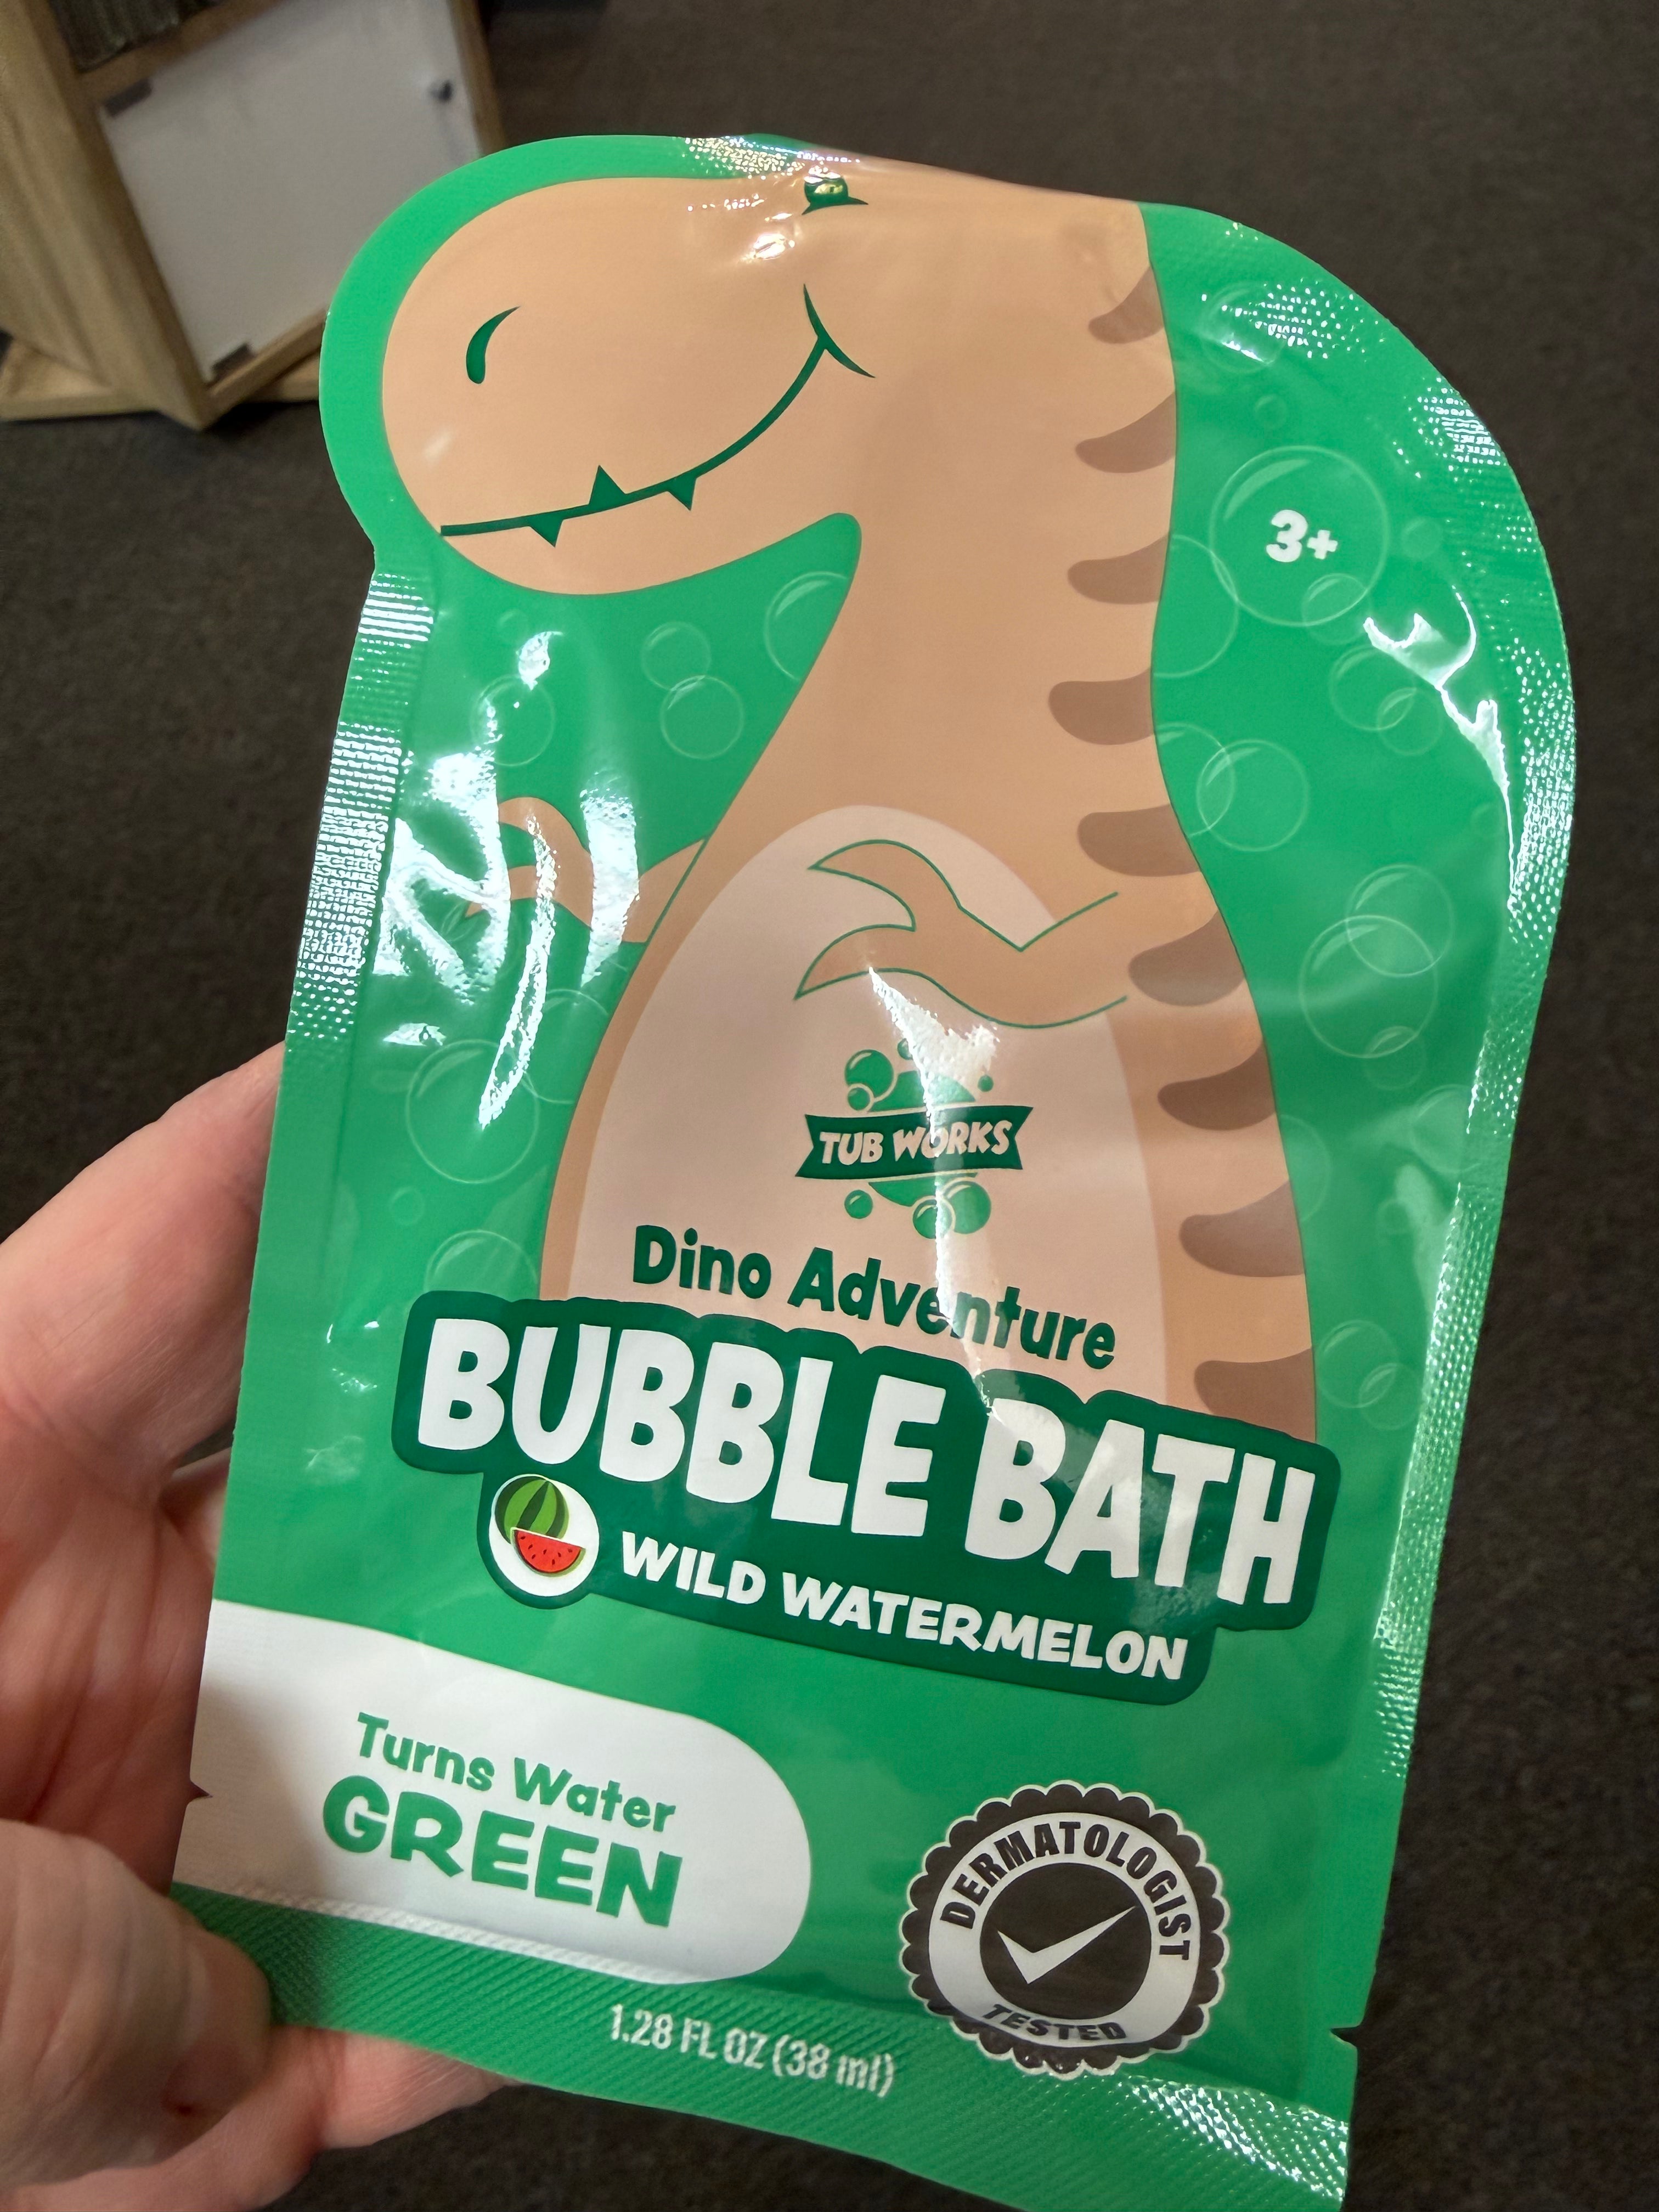 3+
TUB WORKS
Dino Adventure
BUBBLE BATH
WILD WATERMELON
Turns Water
GREEN
DERMATOLOGIST
TESTED
1.28 FL OZ (38 ml)